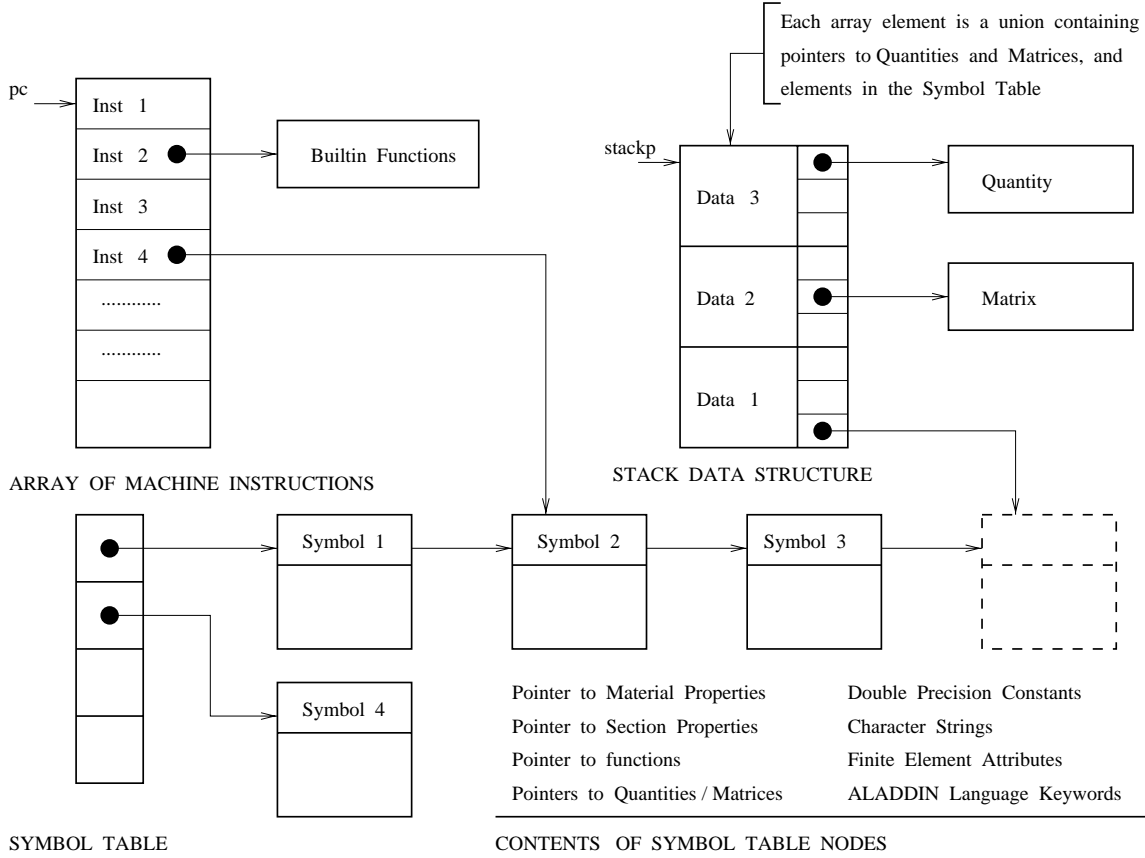 Each array element is a union containing
pointers to Quantities and Matrices, and
elements in the Symbol Table
pc
Inst 1
Inst 2
Builtin Functions
Inst 3
Inst 4
............
............
stackp
Data 3
Quantity
Data 2
Matrix
Data 1
ARRAY OF MACHINE INSTRUCTIONS
STACK DATA STRUCTURE
Symbol 1
Symbol 2
Symbol 3
Symbol 4
Pointer to Material Properties
Pointer to Section Properties
Pointer to functions
Pointers to Quantities / Matrices
Double Precision Constants
Character Strings
Finite Element Attributes
ALADDIN Language Keywords
SYMBOL TABLE
CONTENTS OF SYMBOL TABLE NODES